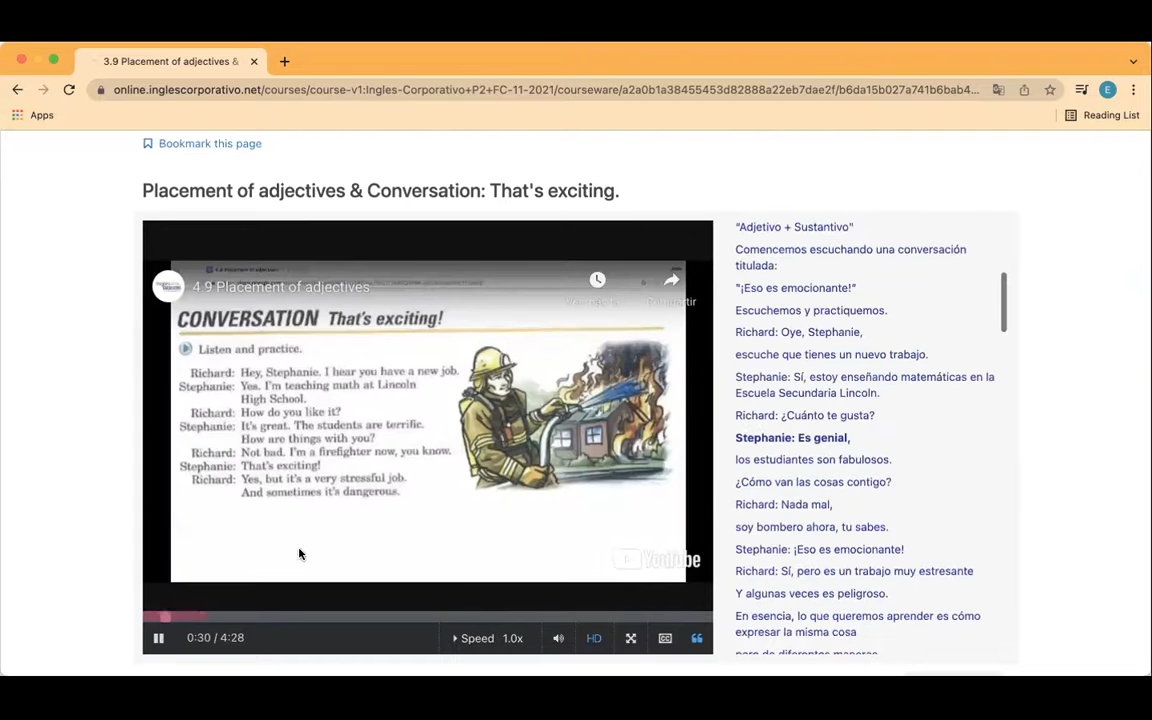 3.9 Placement of adjectives &
online.inglescorporativo.net/courses/course-v1:Ingles-Corporativo+P2+FC-11-2021/courseware/a2a0b1a38455453d82888a22eb7dae2f/b6da15b027a741b6bab4...
E
Apps
Reading List
Bookmark this page
Placement of adjectives & Conversation: That's exciting.
4.9 Placement of adjectives
CONVERSATION That's exciting!
Listen and practice.
Richard: Hey, Stephanie. I hear you have a new job.
Stephanie: Yes. I'm teaching math at Lincoln
High School.
Richard: How do you like it?
Stephanie: It's great. The students are terrific.
How are things with you?
Richard: Not bad. I'm a firefighter now, you know.
Stephanie: That's exciting!
Richard: Yes, but it's a very stressful job.
And sometimes it's dangerous.
YouTube
0:30 / 4:28
Speed 1.0x
HD
CC
"Adjetivo + Sustantivo"
Comencemos escuchando una conversación
titulada:
"¡Eso es emocionante!"
Escuchemos y practiquemos.
Richard: Oye, Stephanie,
escuche que tienes un nuevo trabajo.
Stephanie: Sí, estoy enseñando matemáticas en la
Escuela Secundaría Lincoln.
Richard: ¿Cuánto te gusta?
Stephanie: Es genial,
los estudiantes son fabulosos.
¿Cómo van las cosas contigo?
Richard: Nada mal,
soy bombero ahora, tu sabes.
Stephanie: ¡Eso es emocionante!
Richard: Sí, pero es un trabajo muy estresante
Y algunas veces es peligroso.
En esencia, lo que queremos aprender es cómo
expresar la misma cosa
pero de diferentes maneras